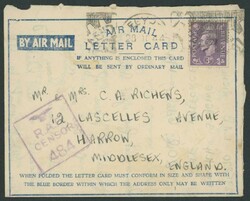 BY AIR MAIL
AIR MAIL
LETTER CARD
IF ANYTHING IS ENCLOSED THIS CARD
WILL BE SENT BY ORDINARY MAIL
MR. MRS. C.A. RICHENS,
12 LASCELLES AVENUE,
HARROW,
MIDDLESEX,
ENGLAND.
R.A.F.
CENSOR
WHEN FOLDED THE LETTER CARD MUST CONFORM IN SIZE AND SHAPE WITH
THE BLUE BORDER WITHIN WHICH THE ADDRESS ONLY MAY BE WRITTEN